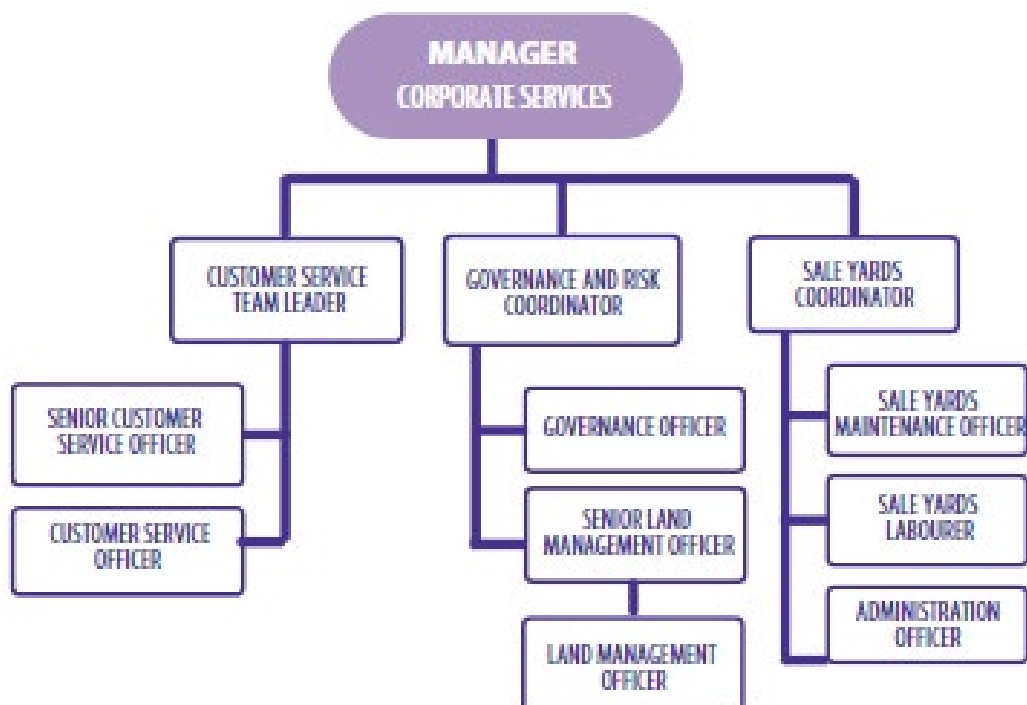 MANAGER
CORPORATE SERVICES
CUSTOMER SERVICE
TEAM LEADER
GOVERNANCE AND RISK
COORDINATOR
SALE YARDS
COORDINATOR
SENIOR CUSTOMER
SERVICE OFFICER
CUSTOMER SERVICE
OFFICER
GOVERNANCE OFFICER
SENIOR LAND
MANAGEMENT OFFICER
LAND MANAGEMENT
OFFICER
SALE YARDS
MAINTENANCE OFFICER
SALE YARDS
LABOURER
ADMINISTRATION
OFFICER